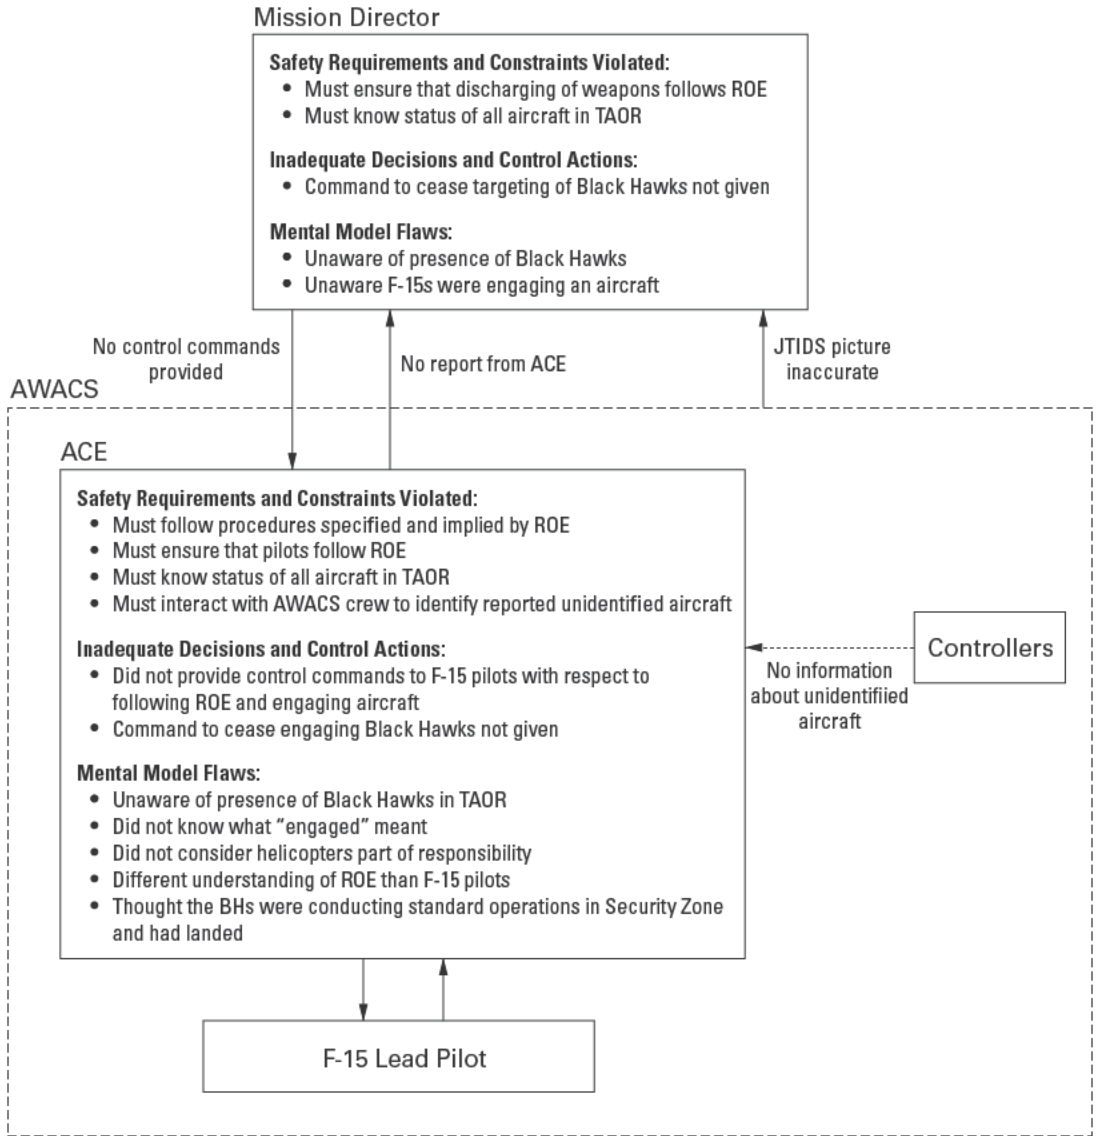 Mission Director
Safety Requirements and Constraints Violated:
• Must ensure that discharging of weapons follows ROE
• Must know status of all aircraft in TAOR
Inadequate Decisions and Control Actions:
• Command to cease targeting of Black Hawks not given
Mental Model Flaws:
• Unaware of presence of Black Hawks
• Unaware F-15s were engaging an aircraft
No control commands
provided
No report from ACE
JTIDS picture
inaccurate
AWACS
ACE
Safety Requirements and Constraints Violated:
• Must follow procedures specified and implied by ROE
• Must ensure that pilots follow ROE
• Must know status of all aircraft in TAOR
• Must interact with AWACS crew to identify reported unidentified aircraft
Inadequate Decisions and Control Actions:
• Did not provide control commands to F-15 pilots with respect to
following ROE and engaging aircraft
• Command to cease engaging Black Hawks not given
Mental Model Flaws:
• Unaware of presence of Black Hawks in TAOR
• Did not know what “engaged” meant
• Did not consider helicopters part of responsibility
• Different understanding of ROE than F-15 pilots
• Thought the BHs were conducting standard operations in Security Zone
and had landed
Controllers
No information
about unidentifiied
aircraft
F-15 Lead Pilot